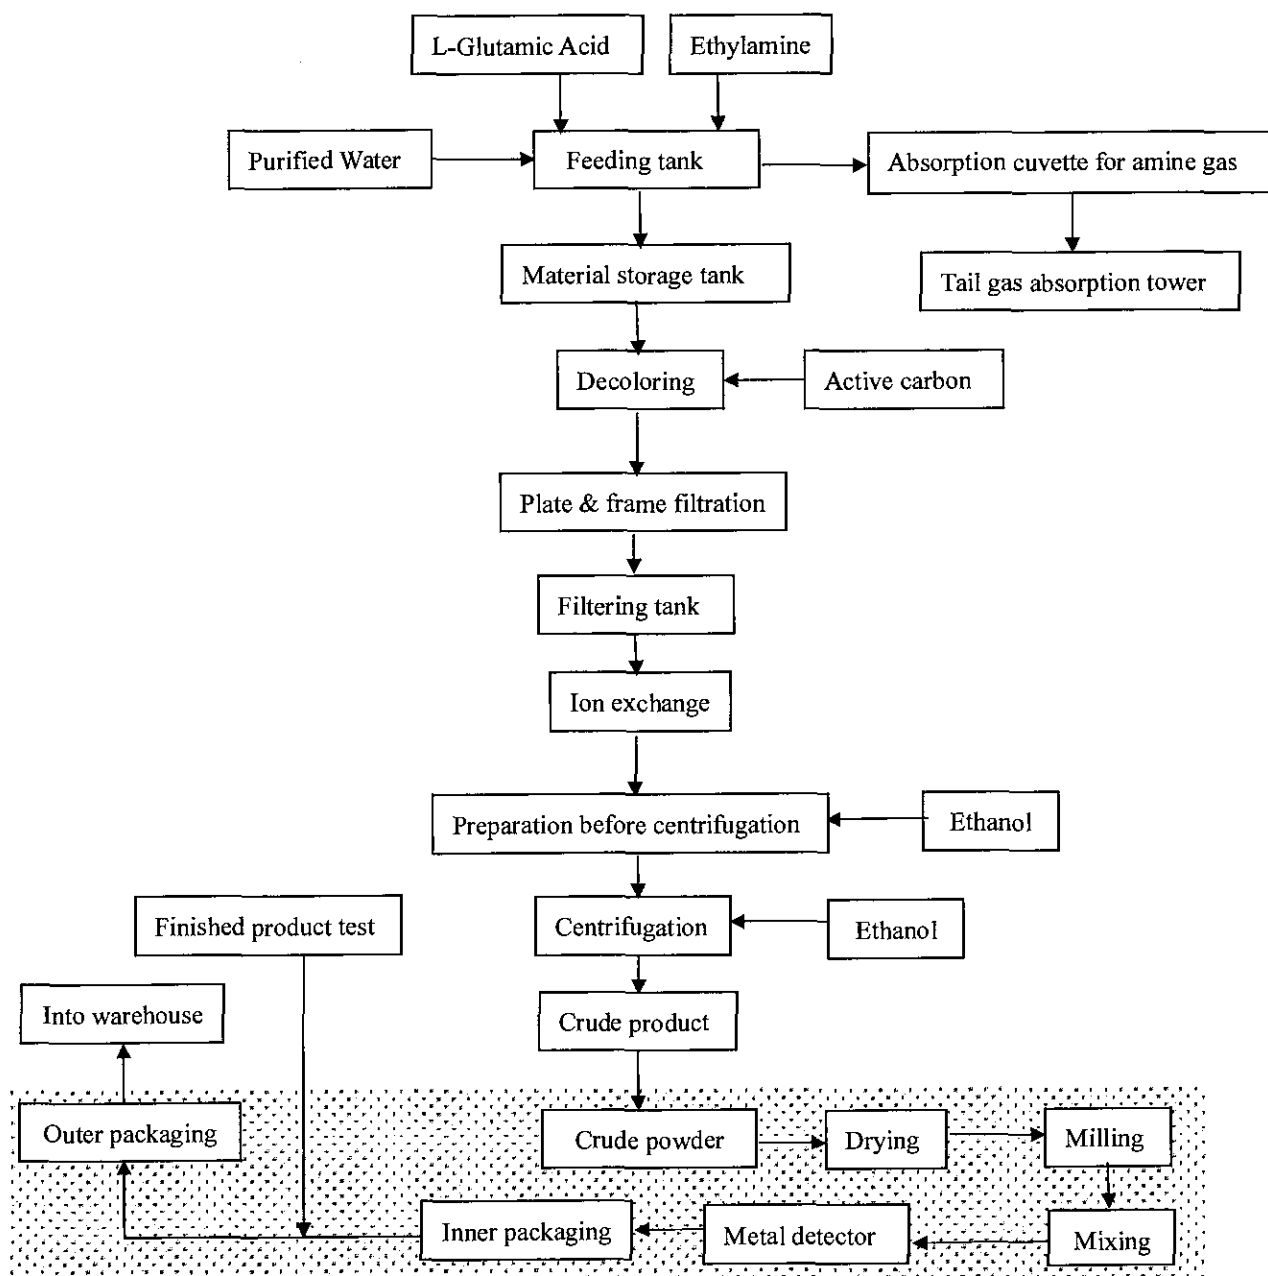 L-Glutamic Acid
Ethylamine
Purified Water
Feeding tank
Absorption cuvette for amine gas
Material storage tank
Tail gas absorption tower
Decoloring
Active carbon
Plate & frame filtration
Filtering tank
Ion exchange
Preparation before centrifugation
Ethanol
Finished product test
Centrifugation
Ethanol
Into warehouse
Crude product
Outer packaging
Crude powder
Drying
Milling
Inner packaging
Metal detector
Mixing